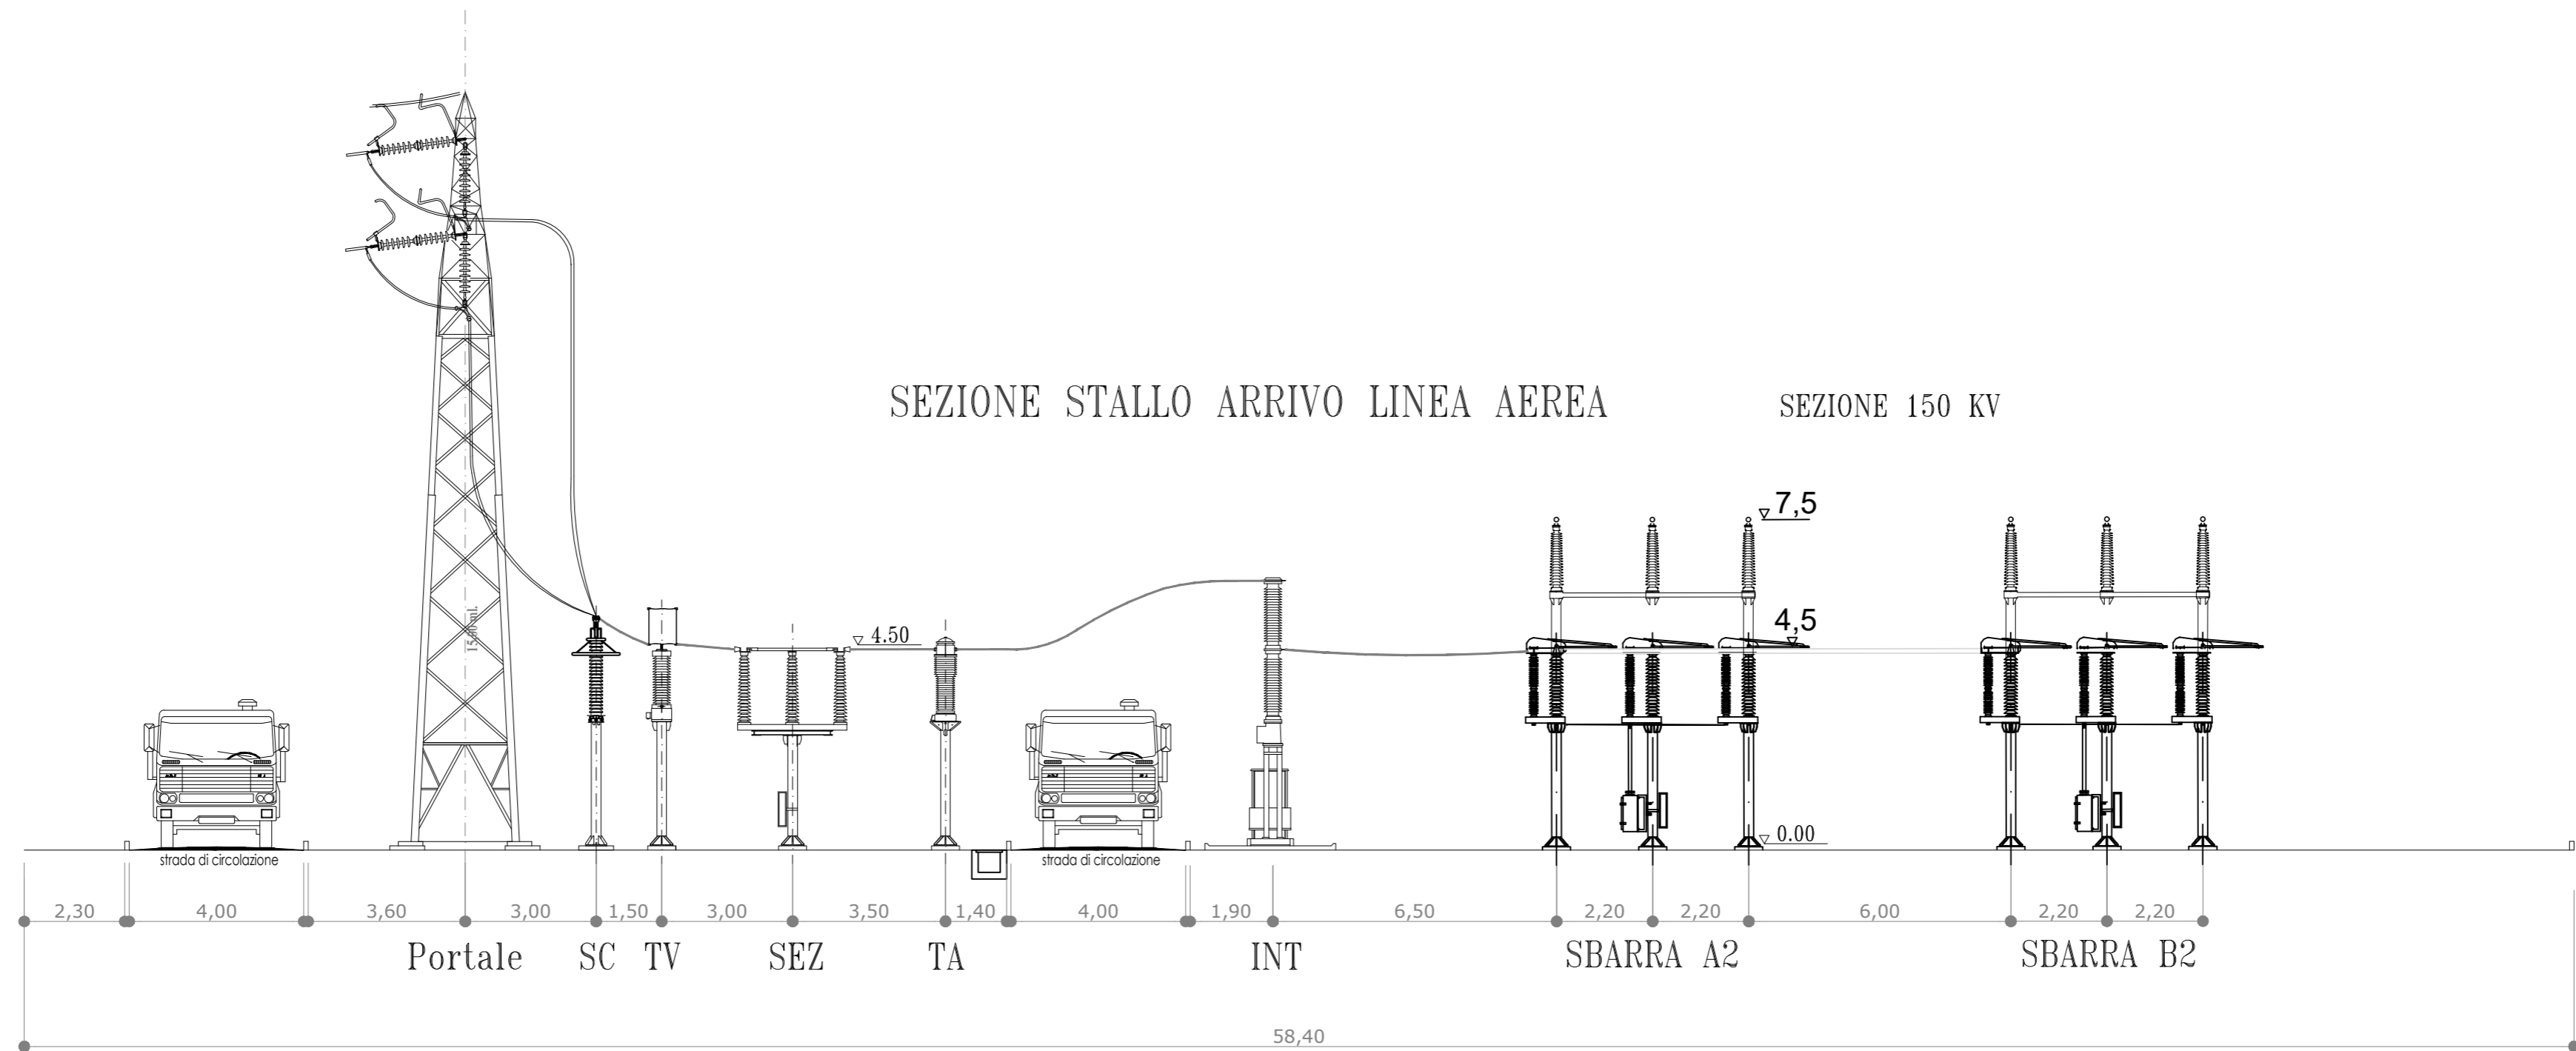 SEZIONE STALLO ARRIVO LINEA AEREA
SEZIONE 150 KV
7,5
4,5
4.50
0.00
strada di circolazione
strada di circolazione
2,30 4,00 3,60 3,00 1,50 3,00 3,50 1,40 4,00 1,90 6,50 2,20 2,20 6,00 2,20 2,20
Portale SC TV SEZ TA INT SBARRA A2 SBARRA B2
58,40